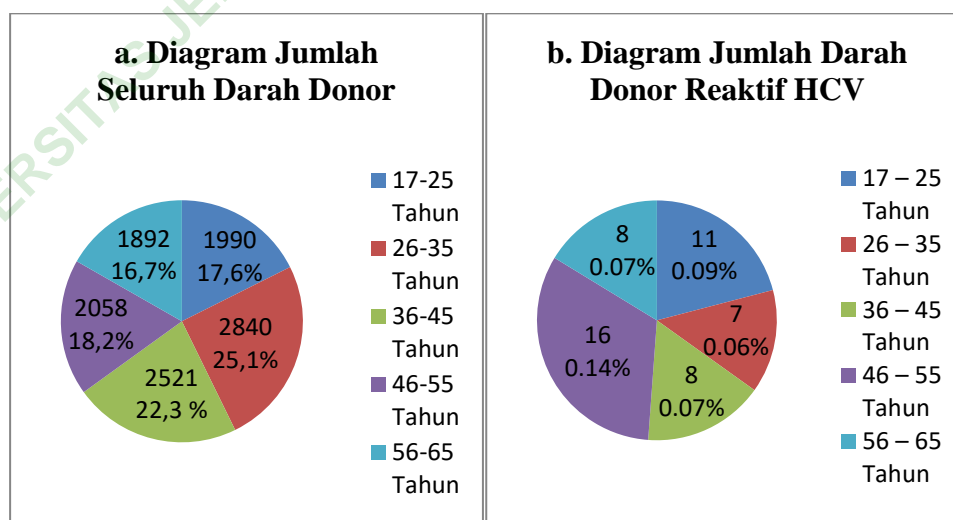 a. Diagram Jumlah
Seluruh Darah Donor
1990
17,6%
2840
25,1%
2521
22,3 %
2058
18,2%
1892
16,7%
17-25
Tahun
26-35
Tahun
36-45
Tahun
46-55
Tahun
56-65
Tahun
b. Diagram Jumlah Darah
Donor Reaktif HCV
11
0.09%
7
0.06%
8
0.07%
16
0.14%
8
0.07%
17 – 25
Tahun
26 – 35
Tahun
36 – 45
Tahun
46 – 55
Tahun
56 – 65
Tahun
ERSITAS JE